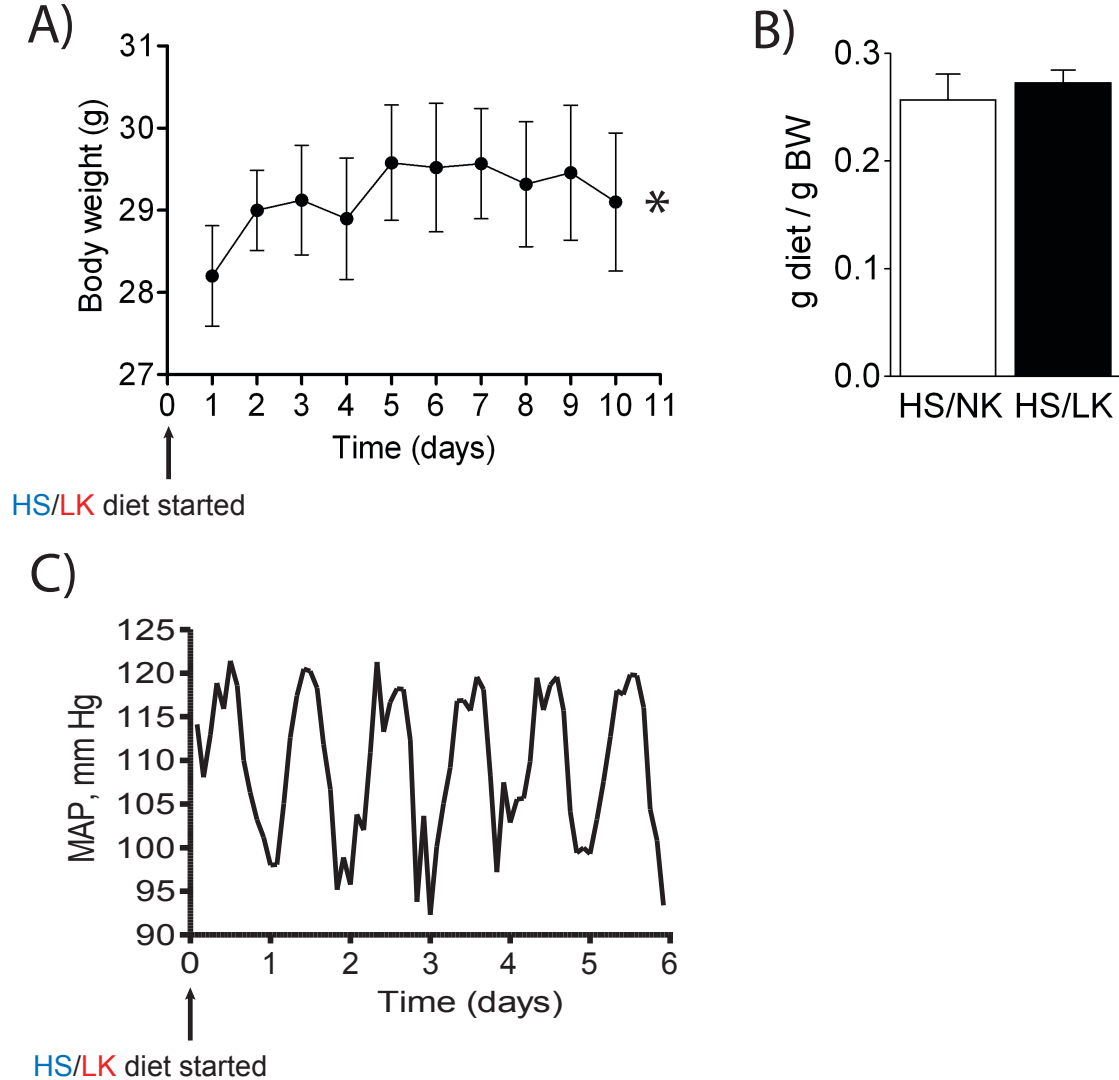 A)
31
30
29
28
27
Body weight (g)
*
0 1 2 3 4 5 6 7 8 9 10 11
Time (days)
HS/LK diet started
B)
0.3
0.2
0.1
0.0
g diet / g BW
HS/NK HS/LK
C)
125
120
115
110
105
100
95
90
MAP, mm Hg
0 1 2 3 4 5 6
Time (days)
HS/LK diet started